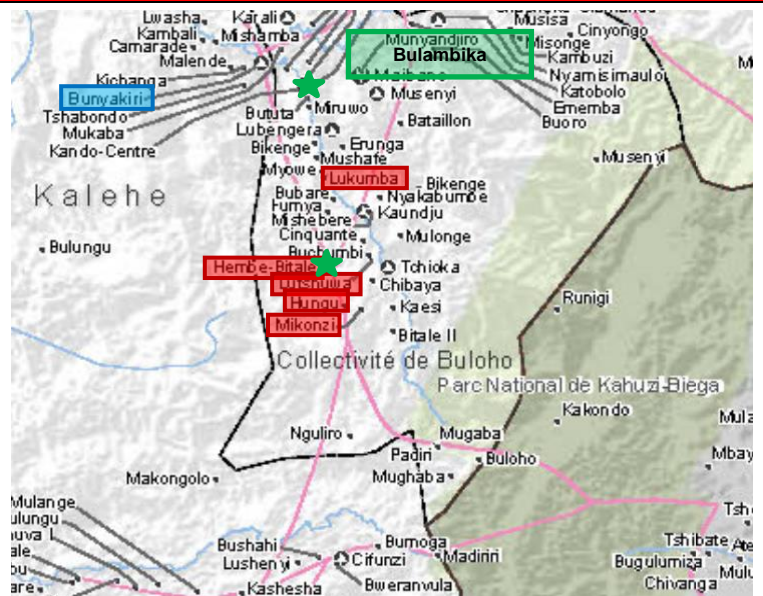 Lwasha
Karali
Musisa
Kambali
Mishamba
Munyandjiro
Cinyongo
Camarade
Misonge
Bulambika
Malende
Kambuzi
Maibano
Nyamisimaulo
Kichanga
Katobolo
Bunyakiri
Musenyi
Miruwo
Ememba
Tshabondo
Bututa
Bataillon
Buoro
Mukaba
Lubengera
Kando-Centre
Bikenge
Erunga
Mushafe
Musenyi
Myowe
Lukumba
Bikenge
Kalehe
Bubare
Nyakabumbe
Fumya
Kaundju
Mishebere
Cinquante
Mulonge
Bulungu
Buchumbi
Hembe-Bitale
Tchioka
Lutshuwa
Chibaya
Hungu
Kaesi
Runigi
Mikonzi
Bitale II
Collectivité de Buloho
Parc National de Kahuzi-Biega
Kakondo
Nguliro
Mugaba
Padiri
Buloho
Makongolo
Mughaba
Mulange
Bushahi
Bumoga
Tshibate
Lushenyi
Cifunzi
Madiriri
Bugulumiza
Kashesha
Bweranvula
Chivanga